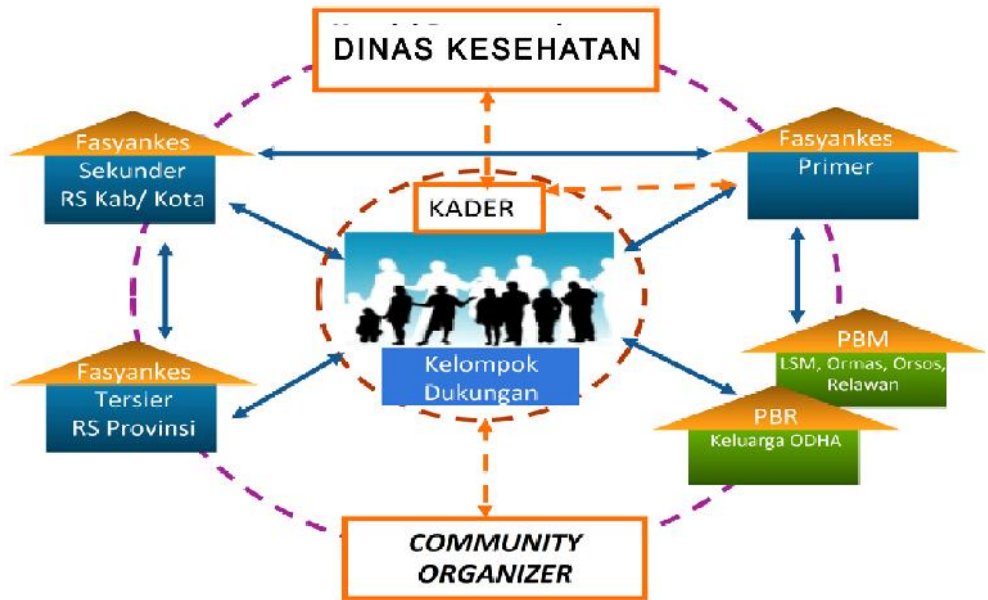 DINAS KESEHATAN
Fasyankes
Sekunder
RS Kab/ Kota
Fasyankes
Primer
KADER
Kelompok
Dukungan
Fasyankes
Tersier
RS Provinsi
PBM
LSM, Ormas, Orsos,
Relawan
PBR
Keluarga ODHA
COMMUNITY
ORGANIZER